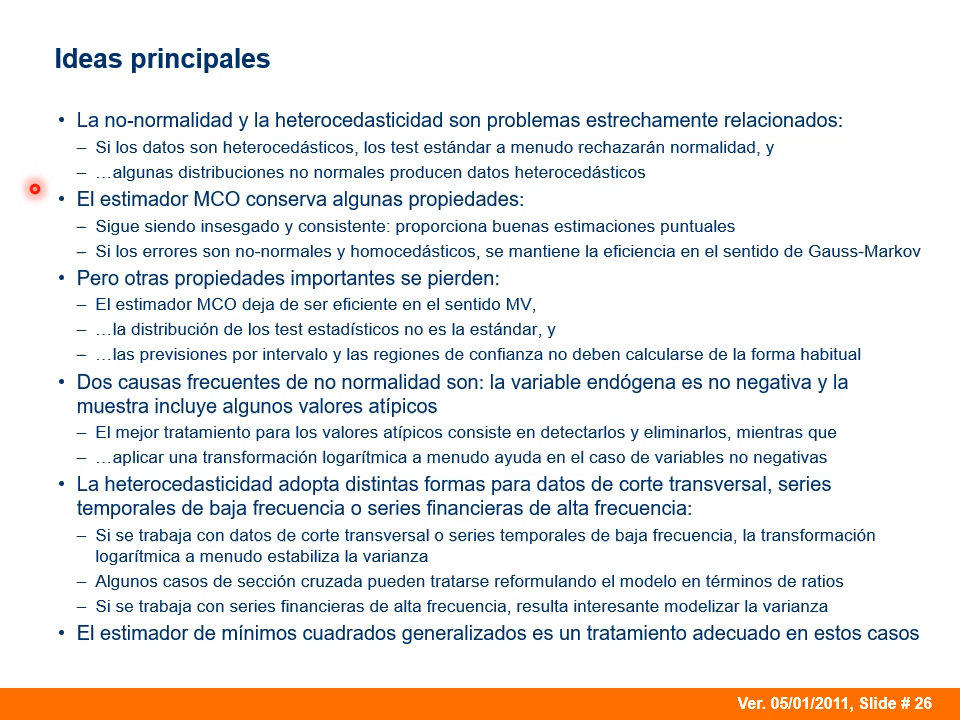 Ideas principales
• La no-normalidad y la heterocedasticidad son problemas estrechamente relacionados:
– Si los datos son heterocedásticos, los test estándar a menudo rechazarán normalidad, y
– …algunas distribuciones no normales producen datos heterocedásticos
• El estimador MCO conserva algunas propiedades:
– Sigue siendo insesgado y consistente: proporciona buenas estimaciones puntuales
– Si los errores son no-normales y homocedásticos, se mantiene la eficiencia en el sentido de Gauss-Markov
• Pero otras propiedades importantes se pierden:
– El estimador MCO deja de ser eficiente en el sentido MV,
– …la distribución de los test estadísticos no es la estándar, y
– …las previsiones por intervalo y las regiones de confianza no deben calcularse de la forma habitual
• Dos causas frecuentes de no normalidad son: la variable endógena es no negativa y la
muestra incluye algunos valores atípicos
– El mejor tratamiento para los valores atípicos consiste en detectarlos y eliminarlos, mientras que
– …aplicar una transformación logarítmica a menudo ayuda en el caso de variables no negativas
• La heterocedasticidad adopta distintas formas para datos de corte transversal, series
temporales de baja frecuencia o series financieras de alta frecuencia:
– Si se trabaja con datos de corte transversal o series temporales de baja frecuencia, la transformación
logarítmica a menudo estabiliza la varianza
– Algunos casos de sección cruzada pueden tratarse reformulando el modelo en términos de ratios
– Si se trabaja con series financieras de alta frecuencia, resulta interesante modelizar la varianza
• El estimador de mínimos cuadrados generalizados es un tratamiento adecuado en estos casos
Ver. 05/01/2011, Slide # 26